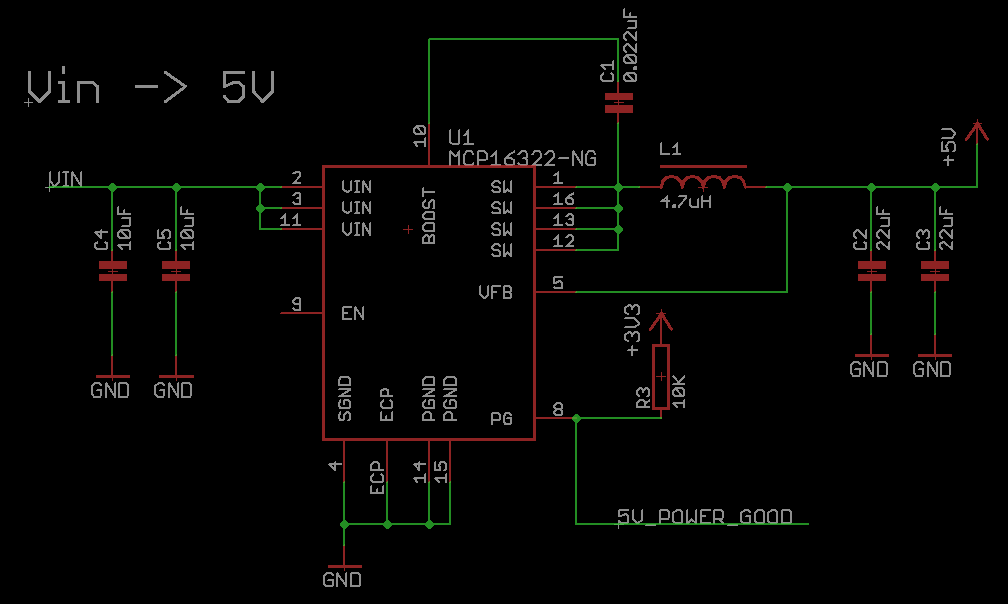 Vin -> 5V
C1
0.022uF
10
U1
MCP16322-NG
L1
4.7uH
+5V
VIN
2
VIN
3
VIN
11
VIN
BOOST
SW
1
SW
16
SW
13
SW
12
C4
10uF
C5
10uF
C2
22uF
C3
22uF
VFB
5
9
EN
+3V3
R3
10K
GND
GND
GND
GND
SGND
ECP
PGND
PGND
PG
8
4
ECP
14
15
5V_POWER_GOOD
GND